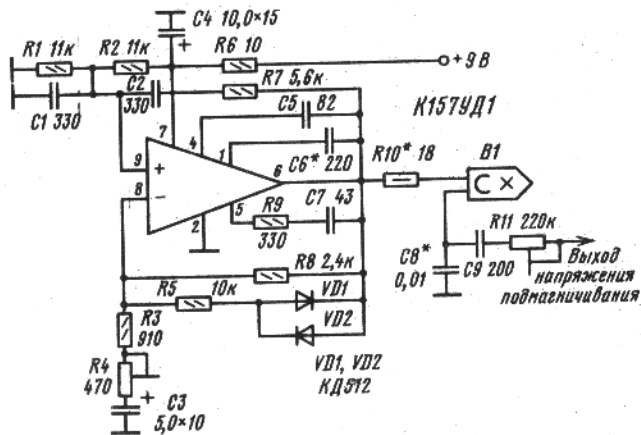 C4 10,0×15
+
R1 11к
R2 11к
R6 10
+9 В
R7 5,6к
C2
330
C5 82
C1 330
К157УД1
7
4
1
C6* 220
R10* 18
B1
9
+
6
8
−
5
C7 43
R9
330
2
R11 220к
C8*
0,01
C9 200
Выход
напряжения
подмагничивания
R8 2,4к
R5
10к
VD1
VD2
R3
910
R4
470
+
C3
5,0×10
VD1, VD2
КД512